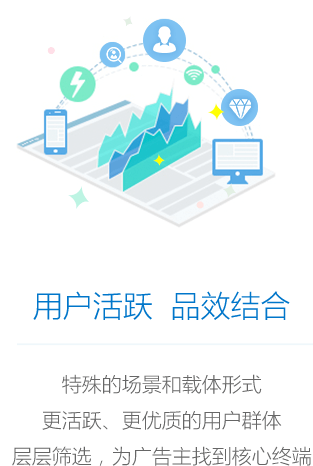 用户活跃 品效结合
特殊的场景和载体形式
更活跃、更优质的用户群体
层层筛选，为广告主找到核心终端